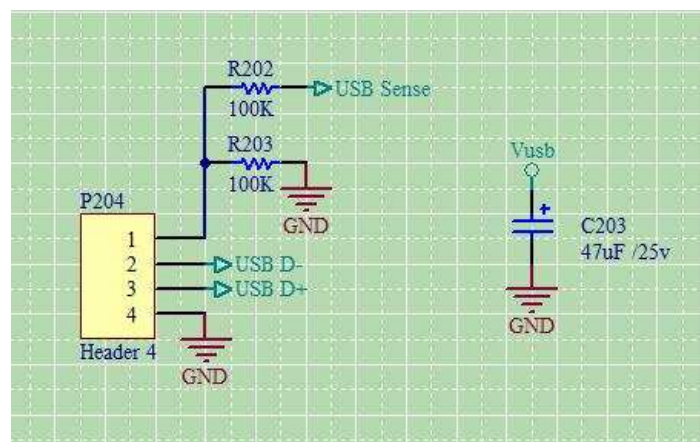 R202
USB Sense
100K
R203
100K
GND
P204
1
2
3
4
USB D-
USB D+
Header 4
GND
Vusb
+
C203
47uF /25v
GND